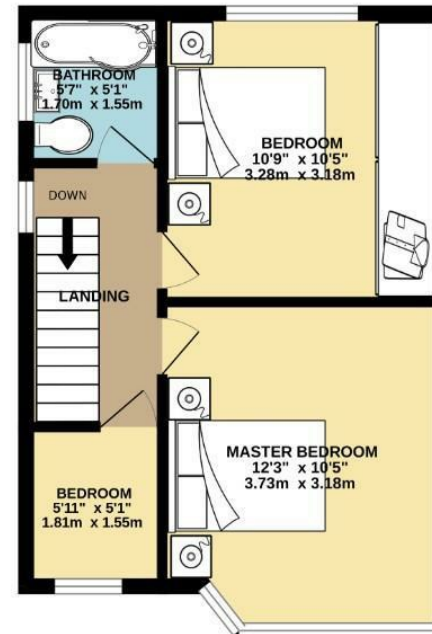 BATHROOM
5'7" x 5'1"
1.70m x 1.55m
BEDROOM
10'9" x 10'5"
3.28m x 3.18m
DOWN
LANDING
MASTER BEDROOM
12'3" x 10'5"
3.73m x 3.18m
BEDROOM
5'11" x 5'1"
1.81m x 1.55m